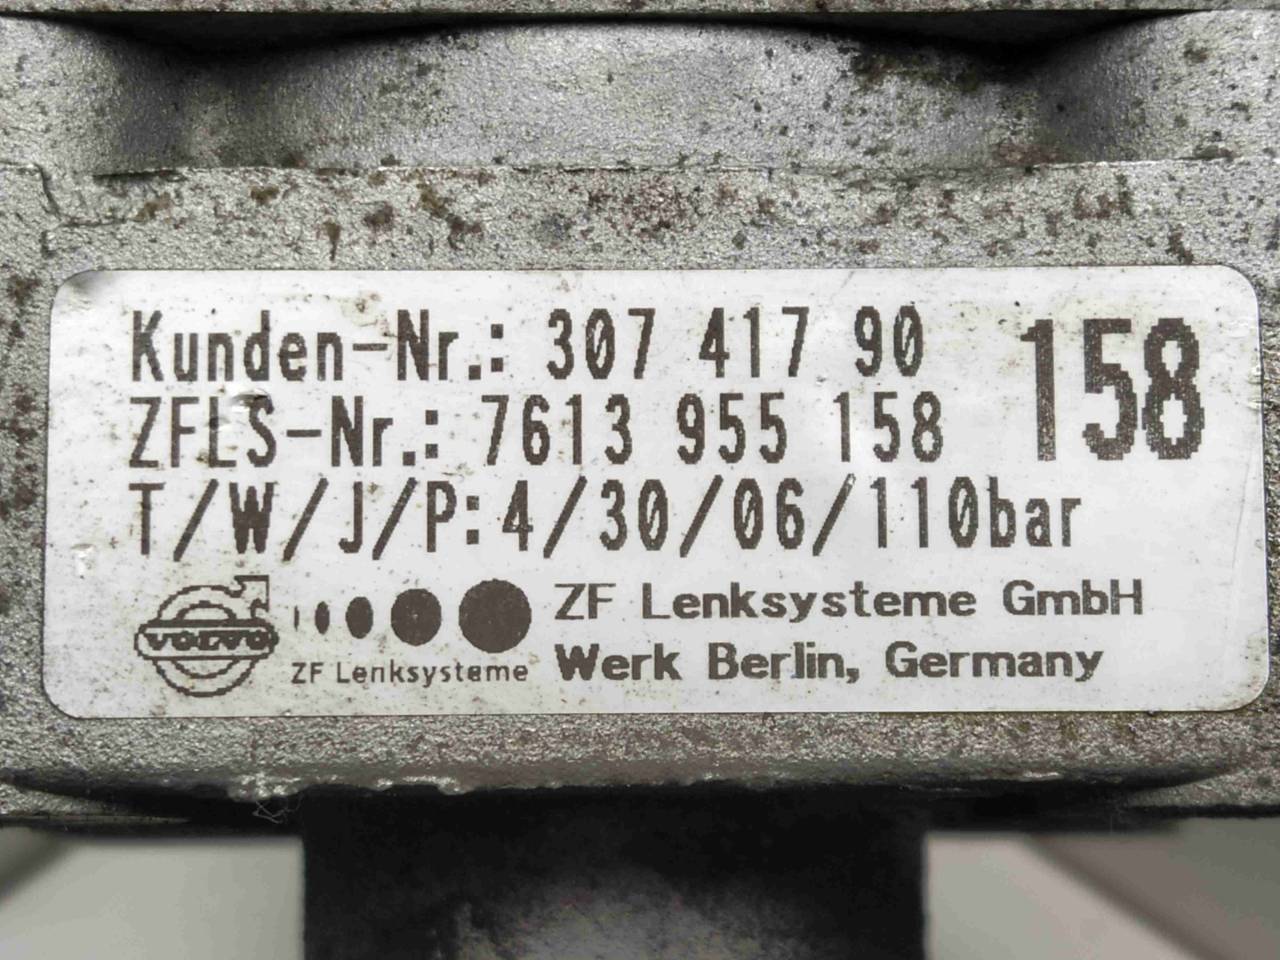 Kunden-Nr.: 307 417 90
158
ZFLS-Nr.: 7613 955 158
T/W/J/P:4/30/06/110bar
VOLVO
ZF Lenksysteme
ZF Lenksysteme GmbH
Werk Berlin, Germany